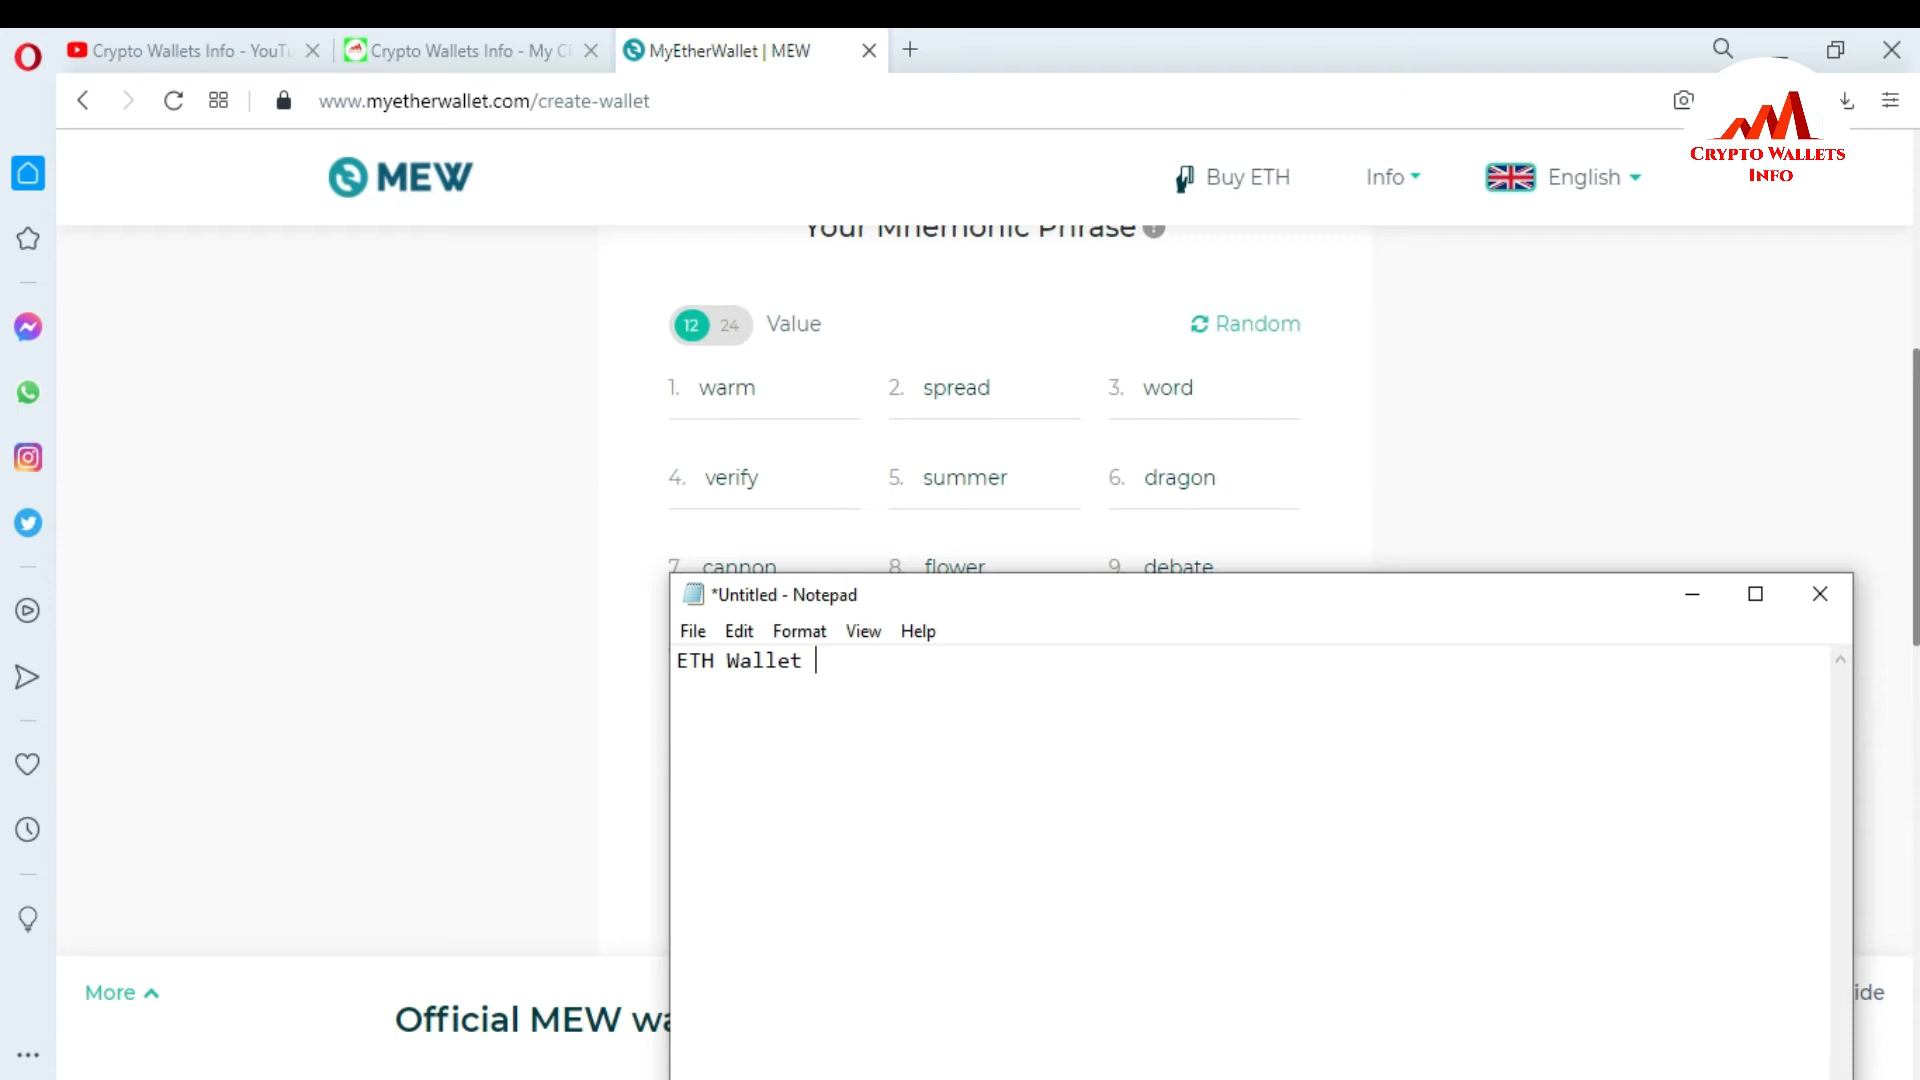 Crypto Wallets Info - YouTu
Crypto Wallets Info - My C
MyEtherWallet | MEW
www.myetherwallet.com/create-wallet
MEW
Buy ETH
Info
English
CRYPTO WALLETS
INFO
Your Mnemonic Phrase
12 24 Value
Random
1. warm
2. spread
3. word
4. verify
5. summer
6. dragon
7. cannon
8. flower
9. debate
*Untitled - Notepad
File Edit Format View Help
ETH Wallet
More
Official MEW wa
ide